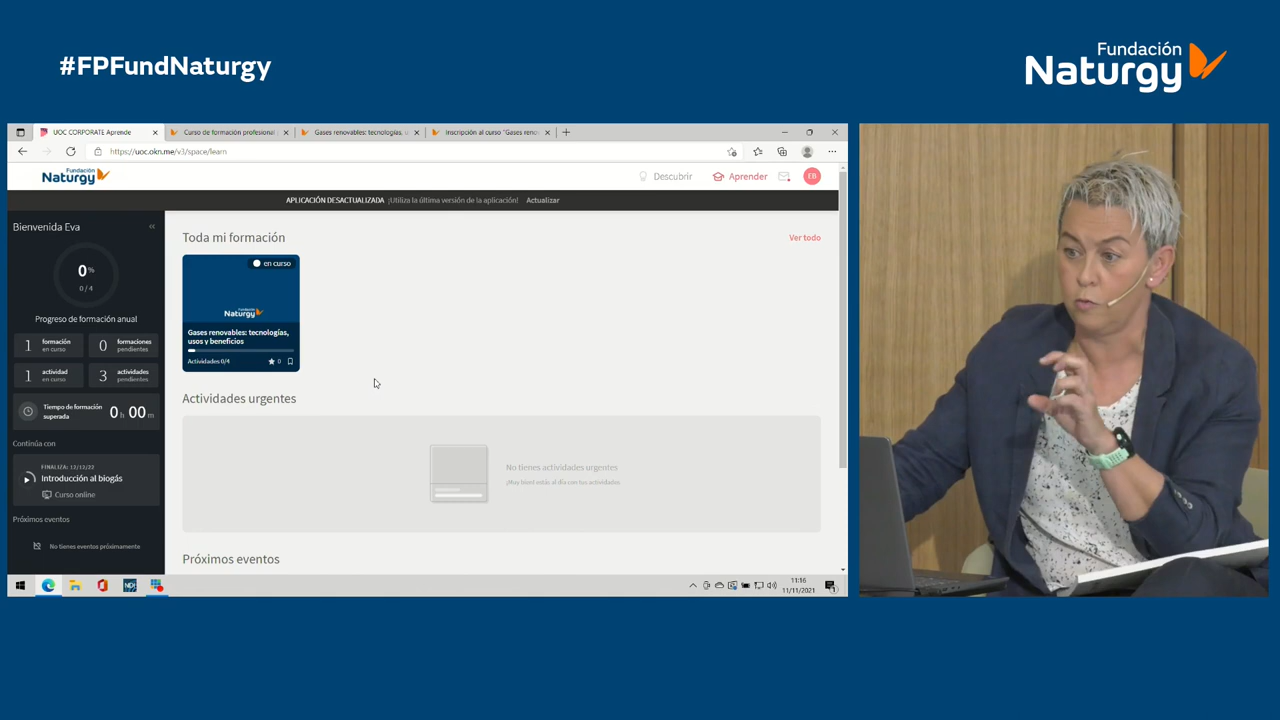 #FPFundNaturgy
Fundación
Naturgy
UOC CORPORATE Aprende
Curso de formación profesional
Gases renovables: tecnologías, u
Inscripción al curso "Gases reno
https://uoc.okn.me/v3/space/learn
Fundación
Naturgy
Descubrir
Aprender
EB
APLICACIÓN DESACTUALIZADA ¡Utiliza la última versión de la aplicación! Actualizar
Bienvenida Eva
0%
0 / 4
Progreso de formación anual
1 formación en curso
0 formaciones pendientes
1 actividad en curso
3 actividades pendientes
Tiempo de formación superada 0 h 00 m
Continúa con
FINALIZA: 12/12/22
Introducción al biogás
Curso online
Próximos eventos
No tienes eventos próximamente
Toda mi formación
Ver todo
en curso
Naturgy
Gases renovables: tecnologías,
usos y beneficios
Actividades 0/4
0
Actividades urgentes
No tienes actividades urgentes
¡Muy bien! estás al día con tus actividades
Próximos eventos
11:16
11/11/2021